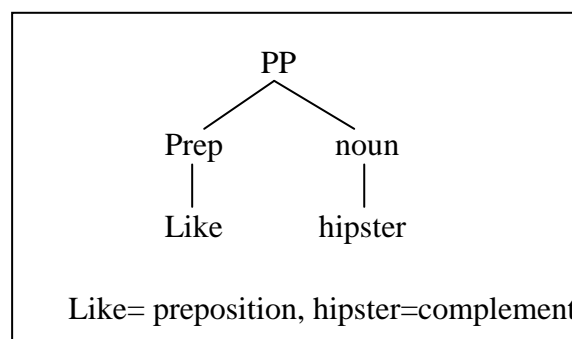 PP
Prep noun
Like hipster
Like= preposition, hipster=complement